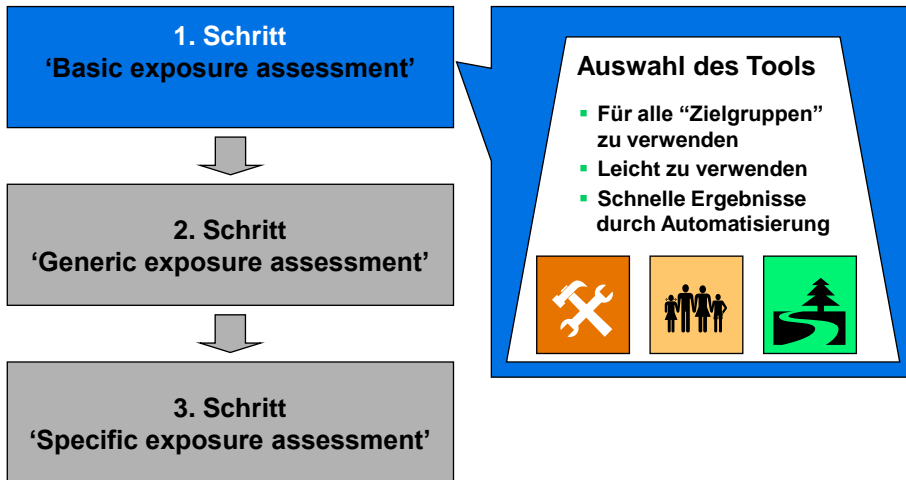 1. Schritt
‘Basic exposure assessment’
2. Schritt
‘Generic exposure assessment’
3. Schritt
‘Specific exposure assessment’
Auswahl des Tools
Für alle “Zielgruppen”
zu verwenden
Leicht zu verwenden
Schnelle Ergebnisse
durch Automatisierung